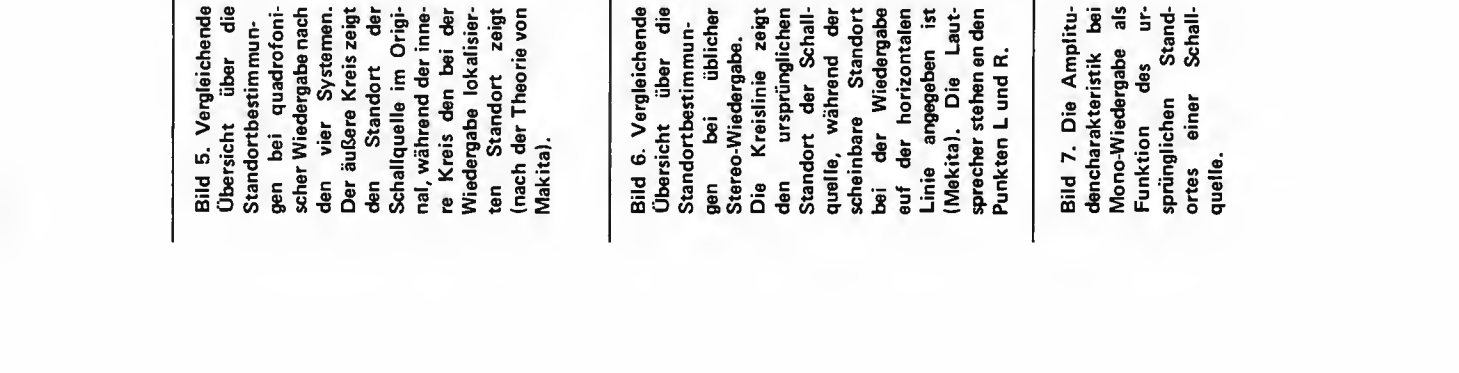 Bild 5. Vergleichende
Übersicht über die
Standortbestimmun-
gen bei quadrofoni-
scher Wiedergabe nach
den vier Systemen.
Der äußere Kreis zeigt
den Standort der
Schallquelle im Origi-
nal, während der inne-
re Kreis den bei der
Wiedergabe lokalisier-
ten Standort zeigt
(nach der Theorie von
Makita).
Bild 6. Vergleichende
Übersicht über die
Standortbestimmun-
gen bei üblicher
Stereo-Wiedergabe.
Die Kreislinie zeigt
den ursprünglichen
Standort der Schall-
quelle, während der
scheinbare Standort
bei der Wiedergabe
euf der horizontalen
Linie angegeben ist
(Mekita). Die Laut-
sprecher stehen en den
Punkten L und R.
Bild 7. Die Amplitu-
dencharakteristik bei
Mono-Wiedergabe als
Funktion des ur-
sprünglichen Stand-
ortes einer Schall-
quelle.